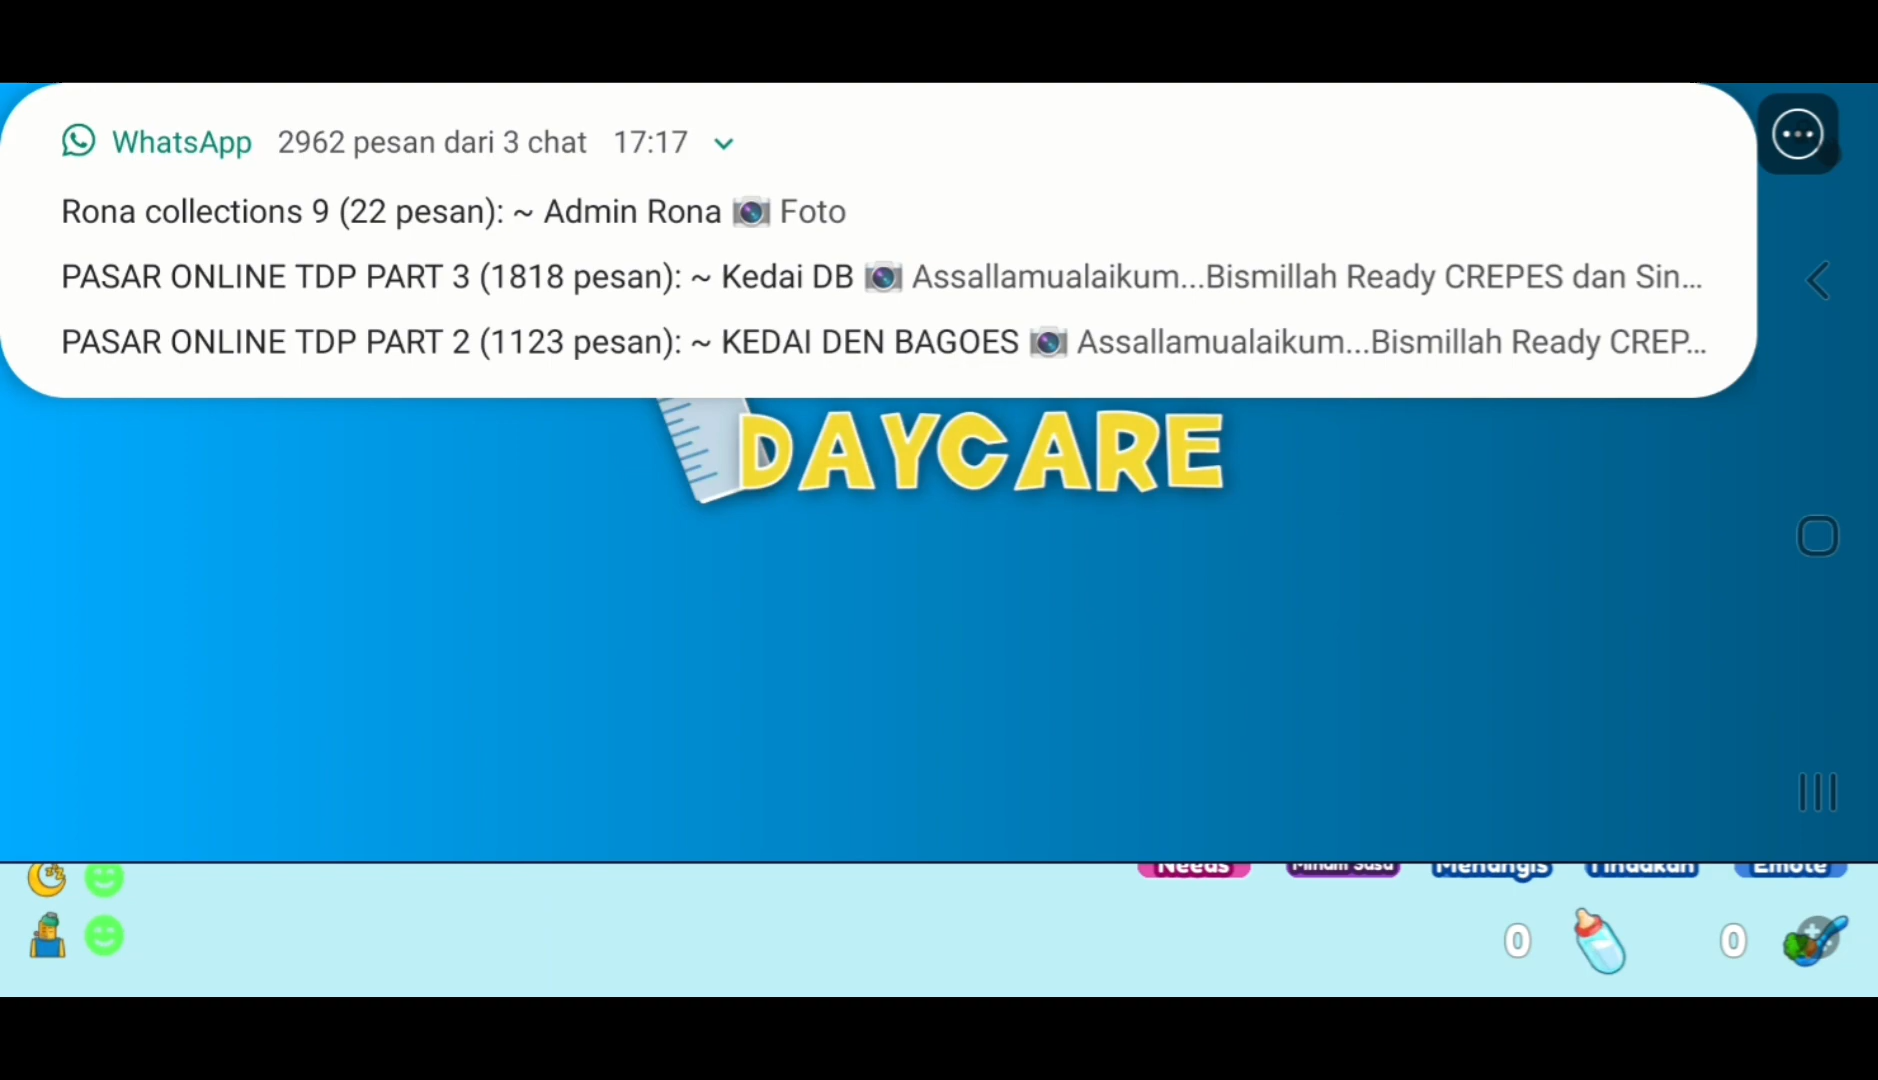 WhatsApp 2962 pesan dari 3 chat 17:17
Rona collections 9 (22 pesan): ~ Admin Rona 📷 Foto
PASAR ONLINE TDP PART 3 (1818 pesan): ~ Kedai DB 📷 Assallamualaikum...Bismillah Ready CREPES dan Sin...
PASAR ONLINE TDP PART 2 (1123 pesan): ~ KEDAI DEN BAGOES 📷 Assallamualaikum...Bismillah Ready CREP...
DAYCARE
Needs Minum Susu Menangis Tindakan Emote
0 0